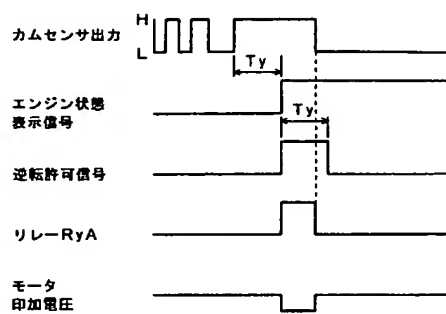 カムセンサ出力
H
L
Ty
エンジン状態
表示信号
Ty
逆転許可信号
リレーRyA
モータ
印加電圧